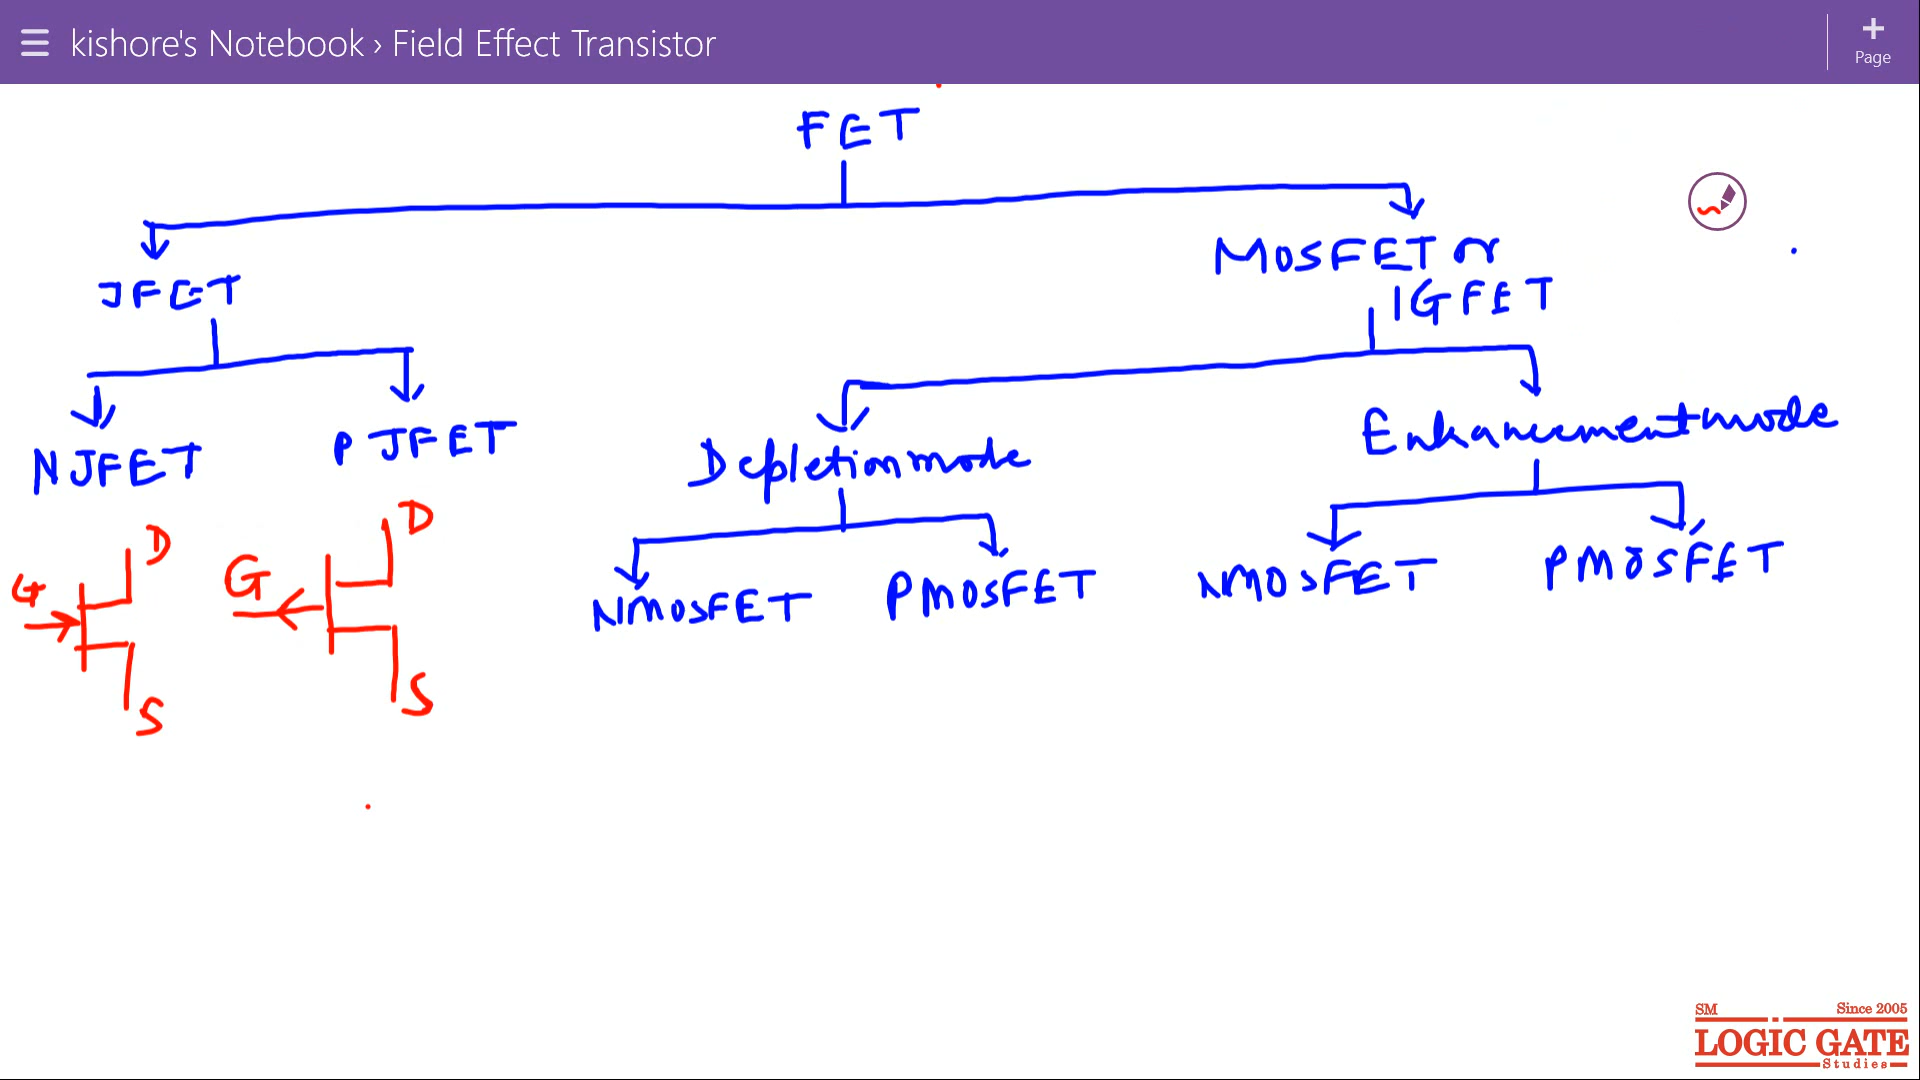 kishore's Notebook › Field Effect Transistor
Page
FET
JFET
MOSFET or
IGFET
NJFET
PJFET
Depletion mode
Enhancement mode
NMOSFET
PMOSFET
NMOSFET
PMOSFET
D
G
S
D
G
S
SM
Since 2005
LOGIC GATE
Studies